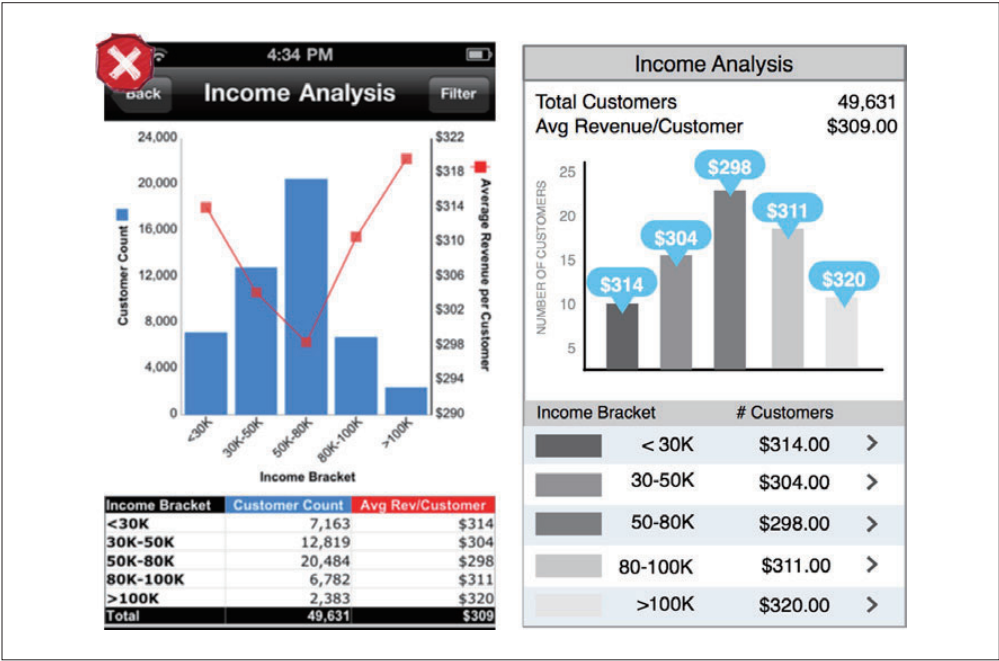 4:34 PM
Back
Income Analysis
Filter
24,000
20,000
16,000
12,000
8,000
4,000
0
Customer Count
$322
$318
$314
$310
$306
$302
$298
$294
$290
Average Revenue per Customer
<30K
30K-50K
50K-80K
80K-100K
>100K
Income Bracket
Income Bracket Customer Count Avg Rev/Customer
<30K 7,163 $314
30K-50K 12,819 $304
50K-80K 20,484 $298
80K-100K 6,782 $311
>100K 2,383 $320
Total 49,631 $309
Income Analysis
Total Customers 49,631
Avg Revenue/Customer $309.00
NUMBER OF CUSTOMERS
25
20
15
10
5
$314
$304
$298
$311
$320
Income Bracket # Customers
< 30K $314.00 >
30-50K $304.00 >
50-80K $298.00 >
80-100K $311.00 >
>100K $320.00 >